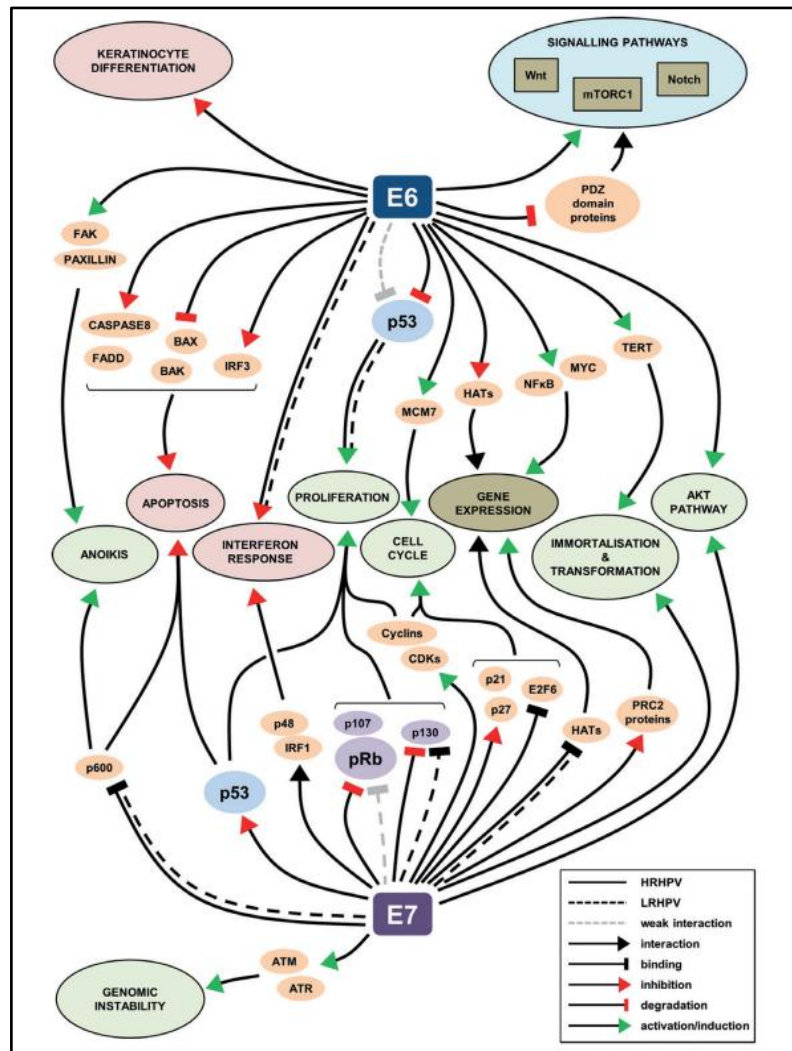 KERATINOCYTE
DIFFERENTIATION
SIGNALLING PATHWAYS
Wnt
mTORC1
Notch
E6
PDZ
domain
proteins
FAK
PAXILLIN
CASPASE8
FADD
BAX
BAK
IRF3
p53
MCM7
HATs
NFκB
MYC
TERT
APOPTOSIS
PROLIFERATION
GENE
EXPRESSION
AKT
PATHWAY
ANOIKIS
INTERFERON
RESPONSE
CELL
CYCLE
IMMORTALISATION
&
TRANSFORMATION
Cyclins
CDKs
p21
p27
E2F6
p48
IRF1
p107
pRb
p130
HATs
PRC2
proteins
p600
p53
E7
ATM
ATR
GENOMIC
INSTABILITY
HRHPV
LRHPV
weak interaction
interaction
binding
inhibition
degradation
activation/induction